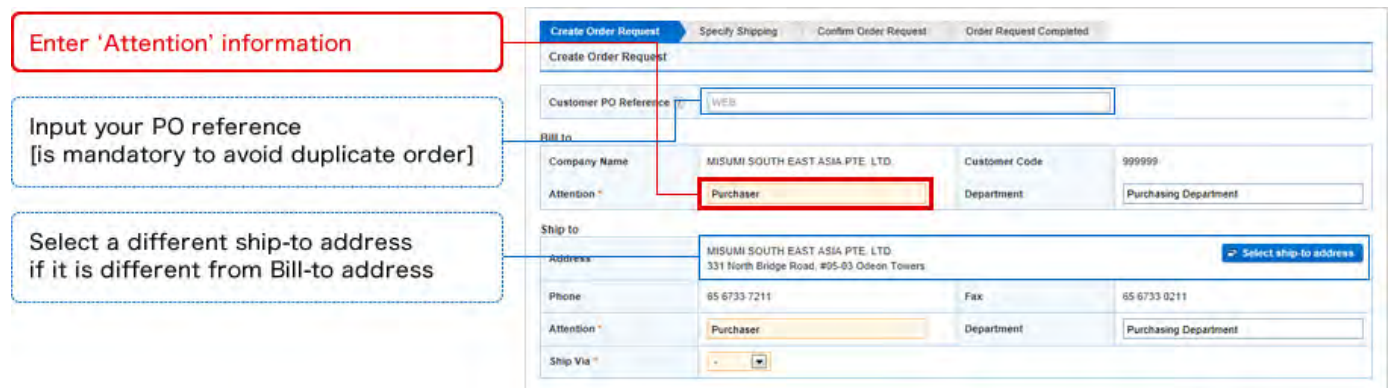 Enter ‘Attention’ information
Input your PO reference
[is mandatory to avoid duplicate order]
Select a different ship-to address
if it is different from Bill-to address
Create Order Request Specify Shipping Confirm Order Request Order Request Completed
Create Order Request
Customer PO Reference WEB
Bill to
Company Name MISUMI SOUTH EAST ASIA PTE. LTD. Customer Code 999999
Attention * Purchaser Department Purchasing Department
Ship to
Address MISUMI SOUTH EAST ASIA PTE. LTD.
331 North Bridge Road, #05-03 Odeon Towers
Select ship-to address
Phone 65 6733 7211 Fax 65 6733 0211
Attention * Purchaser Department Purchasing Department
Ship Via * -